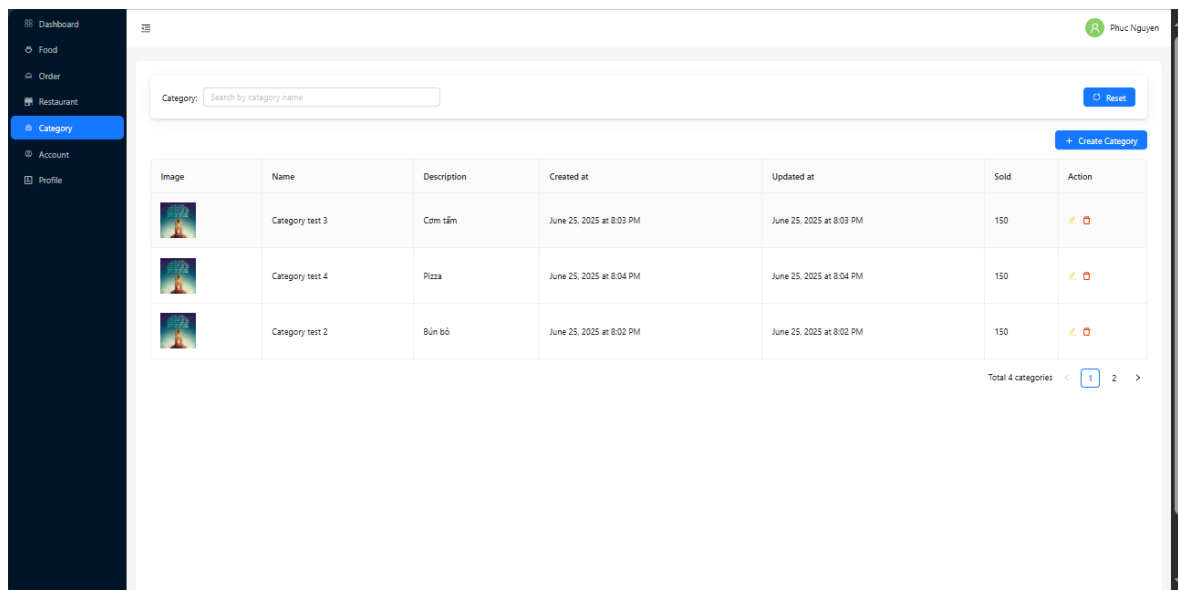 Dashboard
Food
Order
Restaurant
Category
Account
Profile
Phuc Nguyen
Category: Search by category name
Reset
+ Create Category
Image Name Description Created at Updated at Sold Action
Category test 3 Cơm tấm June 25, 2025 at 8:03 PM June 25, 2025 at 8:03 PM 150
Category test 4 Pizza June 25, 2025 at 8:04 PM June 25, 2025 at 8:04 PM 150
Category test 2 Bún bò June 25, 2025 at 8:02 PM June 25, 2025 at 8:02 PM 150
Total 4 categories < 1 2 >